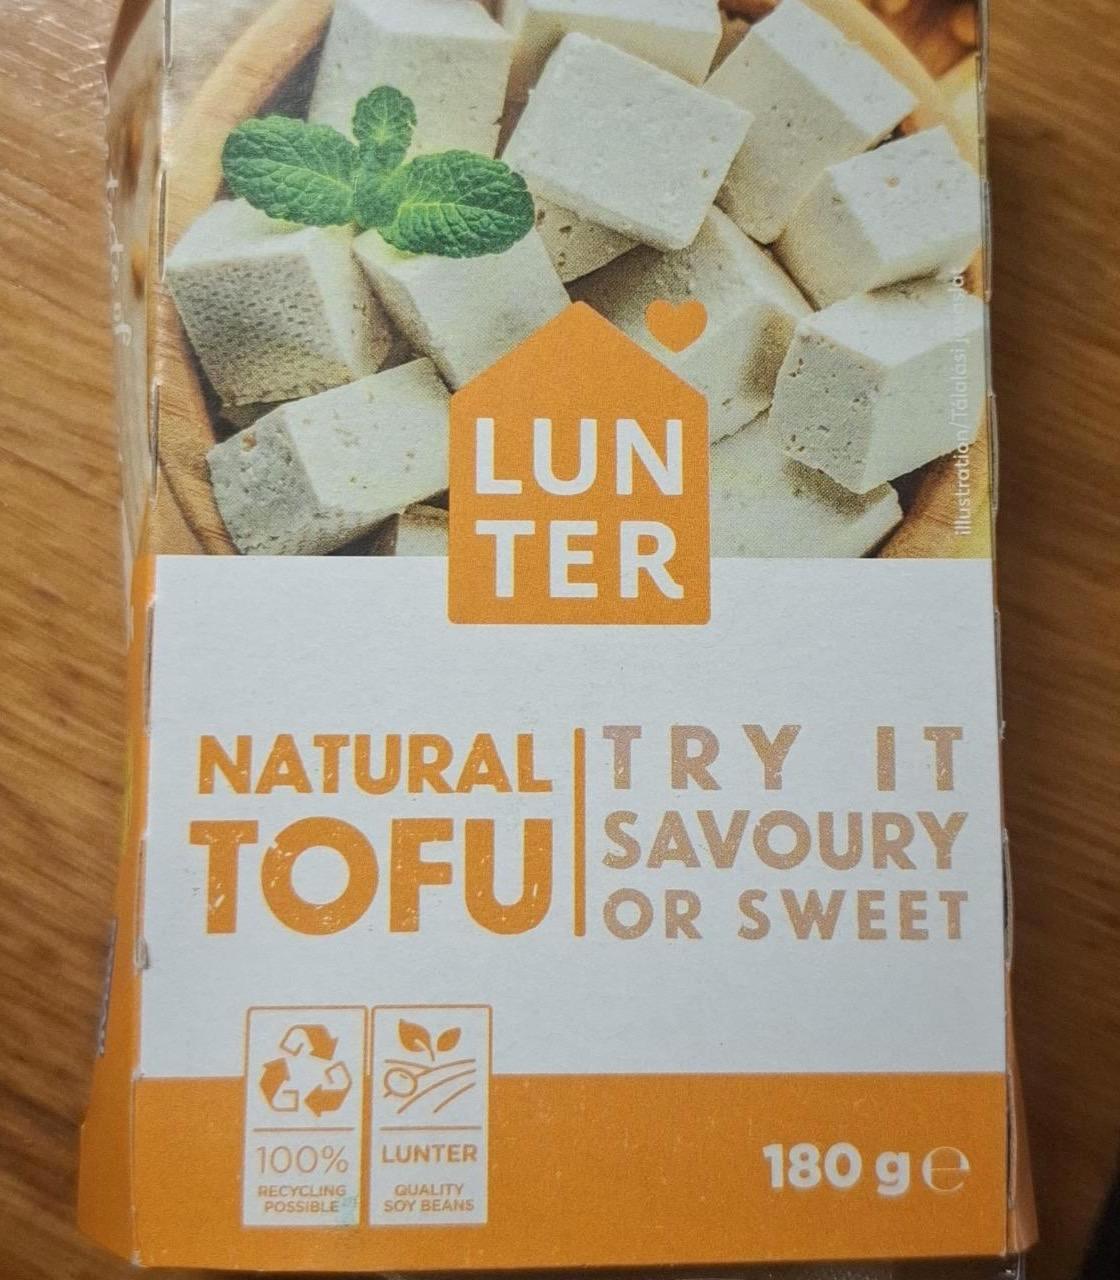 illustration/Tálalási javaslat
LUN
TER
NATURAL
TOFU
TRY IT
SAVOURY
OR SWEET
100%
RECYCLING
POSSIBLE
LUNTER
QUALITY
SOY BEANS
180 g ℮